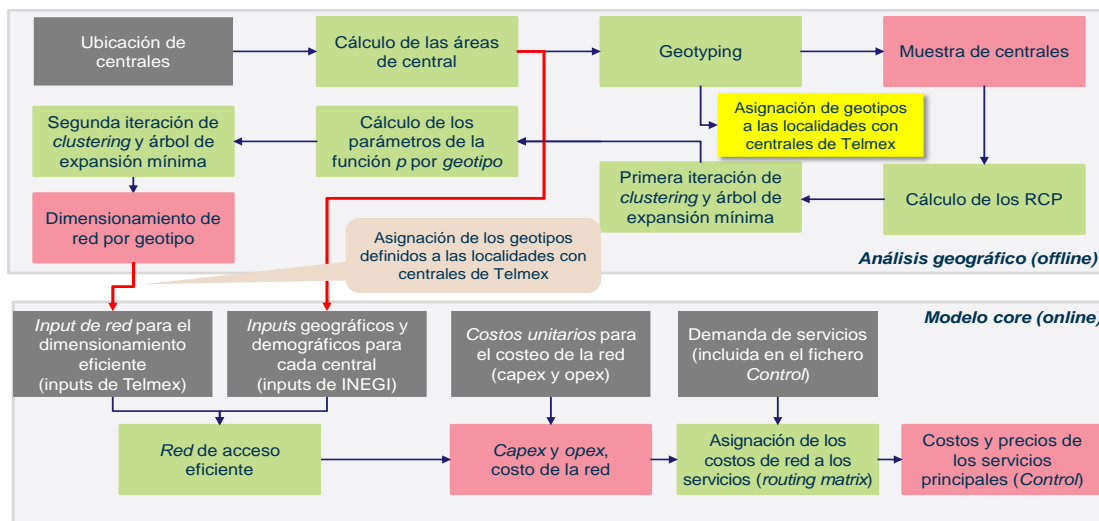 Ubicación de
centrales
Cálculo de las áreas
de central
Geotyping
Muestra de centrales
Asignación de geotipos
a las localidades con
centrales de Telmex
Segunda iteración de
clustering y árbol de
expansión mínima
Cálculo de los
parámetros de la
función p por geotipo
Primera iteración de
clustering y árbol de
expansión mínima
Cálculo de los RCP
Dimensionamiento de
red por geotipo
Asignación de los geotipos
definidos a las localidades con
centrales de Telmex
Análisis geográfico (offline)
Modelo core (online)
Input de red para el
dimensionamiento
eficiente
(inputs de Telmex)
Inputs geográficos y
demográficos para
cada central
(inputs de INEGI)
Costos unitarios para
el costeo de la red
(capex y opex)
Demanda de servicios
(incluida en el fichero
Control)
Red de acceso
eficiente
Capex y opex,
costo de la red
Asignación de los
costos de red a los
servicios (routing matrix)
Costos y precios de
los servicios
principales (Control)